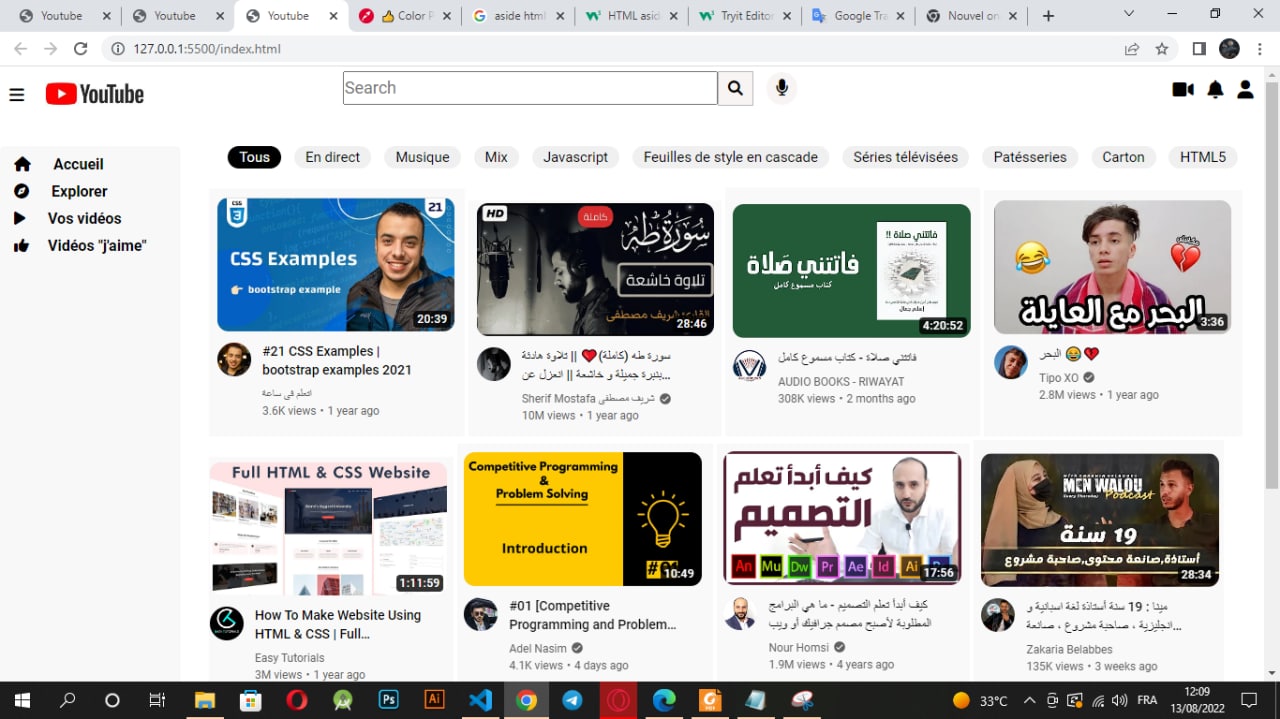 Youtube
Youtube
Youtube
Color P
aside html
HTML asid
Tryit Editor
Google Tra
Nouvel on
127.0.0.1:5500/index.html
YouTube
Search
Accueil
Explorer
Vos vidéos
Vidéos "j'aime"
Tous
En direct
Musique
Mix
Javascript
Feuilles de style en cascade
Séries télévisées
Patésseries
Carton
HTML5
CSS
3
21
CSS Examples
bootstrap example
20:39
#21 CSS Examples |
bootstrap examples 2021
اتعلم فى ساعة
3.6K views • 1 year ago
HD
كاملة
سورة طه
تلاوة خاشعة
شريف مصطفى
28:46
سورة طه (كاملة)❤️ || تلاوة هادئة
بنبرة جميلة و خاشعة || انعزل عن...
Sherif Mostafa شريف مصطفى
10M views • 1 year ago
فاتتني صلاة
كتاب مسموع كامل
فاتتني صلاة !!
4:20:52
فاتتني صلاة - كتاب مسموع كامل
AUDIO BOOKS - RIWAYAT
308K views • 2 months ago
البحر مع العايلة
3:36
البحر 😂💔
Tipo XO
2.8M views • 1 year ago
Full HTML & CSS Website
1:11:59
How To Make Website Using
HTML & CSS | Full...
Easy Tutorials
3M views • 1 year ago
Competitive Programming
&
Problem Solving
Introduction
10:49
#01 [Competitive
Programming and Problem...
Adel Nasim
4.1K views • 4 days ago
كيف أبدأ تعلم
التصميم
An Mu Dw Pr Ae Id Ai
17:56
كيف أبدأ تعلم التصميم - ما هي البرامج
المطلوبة لأصبح مصمم جرافيك أو ويب
Nour Homsi
1.9M views • 4 years ago
MEN WALOU
Podcast
Every Thursday
19 سنة
أستاذة,صانعة محتوى,صاحبة مشروع
28:34
مينا : 19 سنة أستاذة لغة اسبانية و
انجليزية ، صاحبة مشروع ، صانعة...
Zakaria Belabbes
135K views • 3 weeks ago
Ps
Ai
33°C
FRA
12:09
13/08/2022